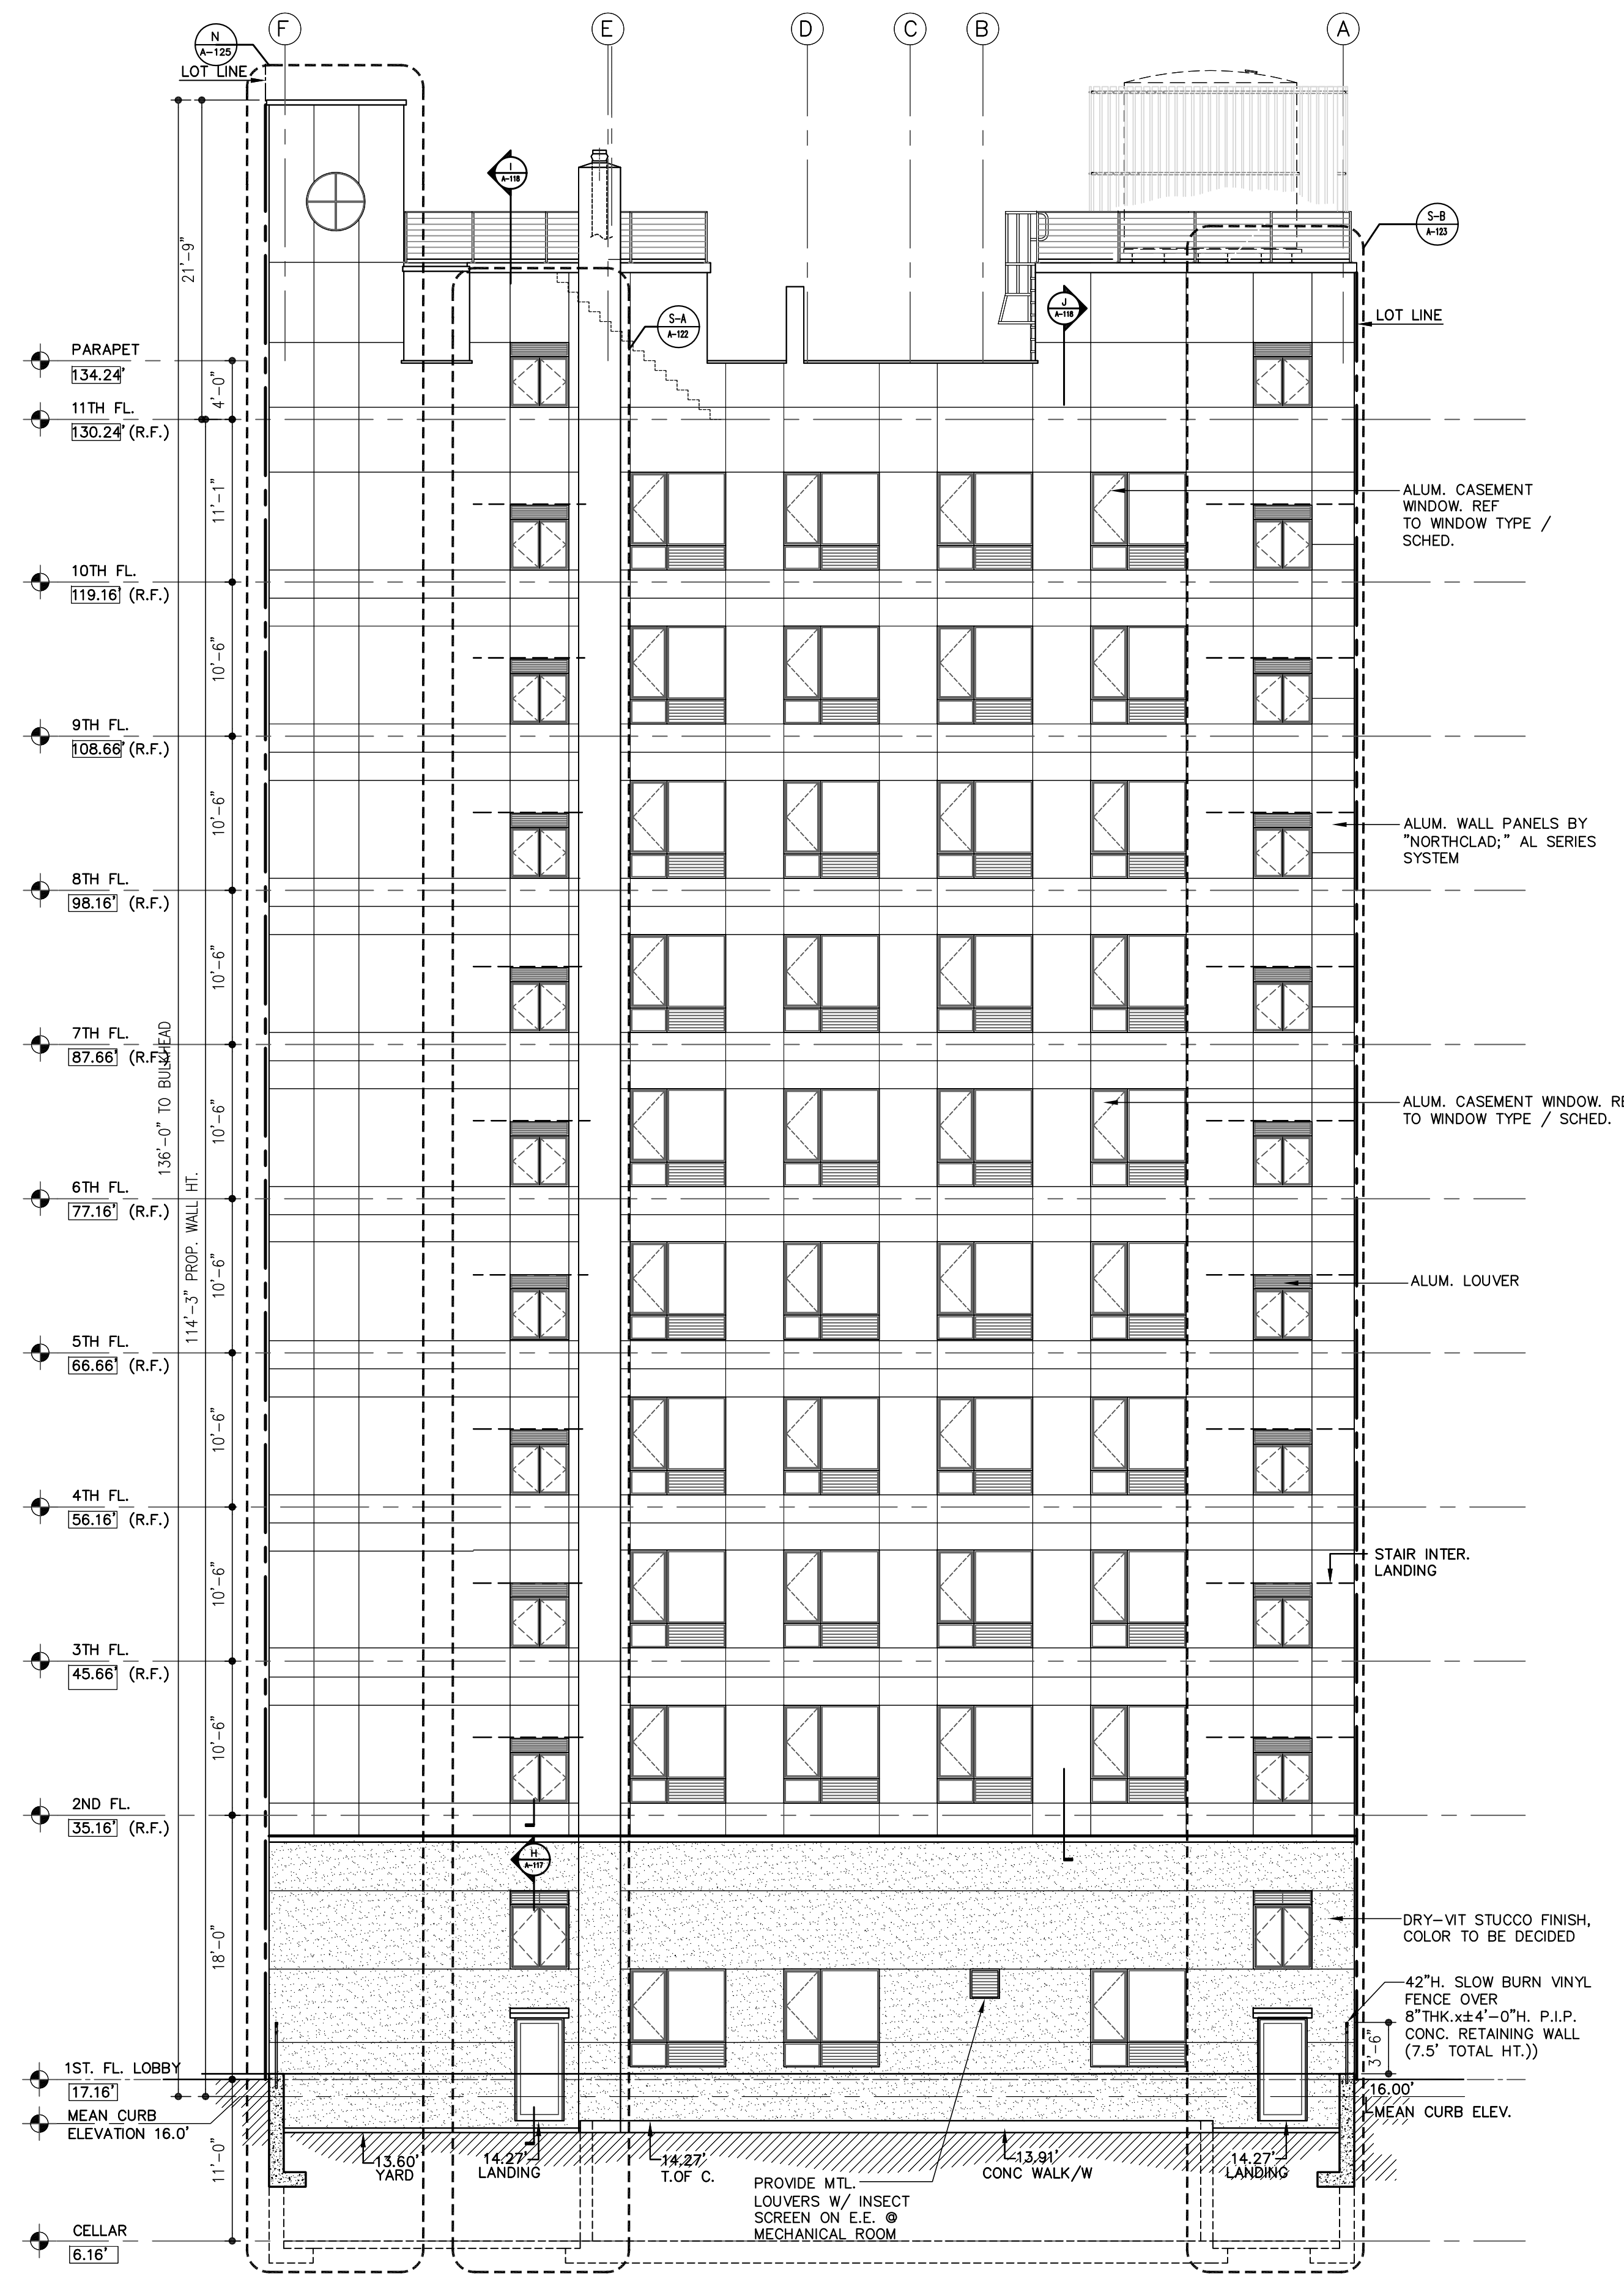 F
E
D
C
B
A
N
A-125
LOT LINE
I
A-118
S-B
A-123
21'-9"
J
A-118
S-A
A-122
LOT LINE
PARAPET
134.24'
4'-0"
11TH FL.
130.24' (R.F.)
11'-1"
ALUM. CASEMENT
WINDOW. REF
TO WINDOW TYPE /
SCHED.
10TH FL.
119.16' (R.F.)
10'-6"
9TH FL.
108.66' (R.F.)
10'-6"
ALUM. WALL PANELS BY
"NORTHCLAD;" AL SERIES
SYSTEM
8TH FL.
98.16' (R.F.)
10'-6"
7TH FL.
87.66' (R.F.)
136'-0" TO BULKHEAD
10'-6"
ALUM. CASEMENT WINDOW. RE
TO WINDOW TYPE / SCHED.
6TH FL.
77.16' (R.F.)
114'-3" PROP. WALL HT.
10'-6"
ALUM. LOUVER
5TH FL.
66.66' (R.F.)
10'-6"
4TH FL.
56.16' (R.F.)
10'-6"
STAIR INTER.
LANDING
3TH FL.
45.66' (R.F.)
10'-6"
2ND FL.
35.16' (R.F.)
H
A-117
18'-0"
DRY-VIT STUCCO FINISH,
COLOR TO BE DECIDED
42"H. SLOW BURN VINYL
FENCE OVER
8"THK.x±4'-0"H. P.I.P.
CONC. RETAINING WALL
(7.5' TOTAL HT.))
3'-6"
1ST. FL. LOBBY
17.16'
16.00'
MEAN CURB ELEV.
MEAN CURB
ELEVATION 16.0'
11'-0"
13.60'
YARD
14.27'
LANDING
14.27'
T.OF C.
13.91'
CONC WALK/W
14.27'
LANDING
PROVIDE MTL.
LOUVERS W/ INSECT
SCREEN ON E.E. @
MECHANICAL ROOM
CELLAR
6.16'